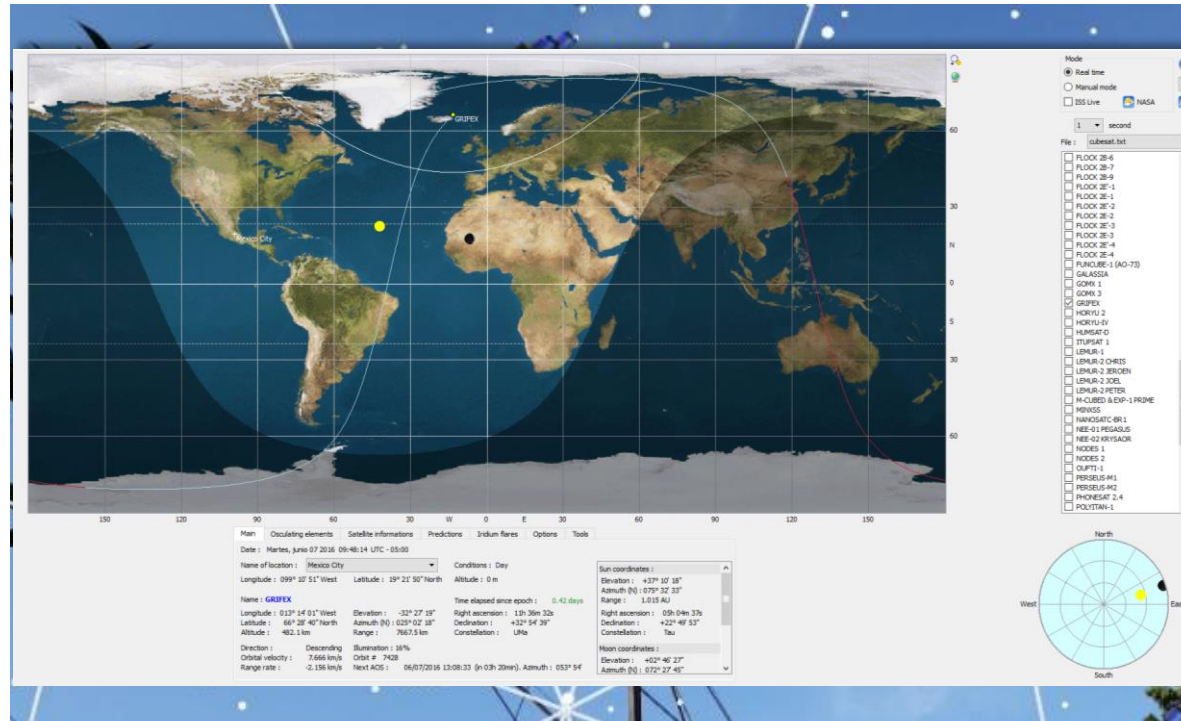 Mode
Real time
Manual mode
ISS Live NASA
1 second
File : cubesat.txt
GRIFEX
Mexico City
60
30
N
0
S
30
60
150 120 90 60 30 W 0 E 30 60 90 120 150
FLOCK 2B-6
FLOCK 2B-7
FLOCK 2B-9
FLOCK 2E'-1
FLOCK 2E-1
FLOCK 2E'-2
FLOCK 2E-2
FLOCK 2E'-3
FLOCK 2E-3
FLOCK 2E'-4
FLOCK 2E-4
FUNCUBE-1 (AO-73)
GALASSIA
GOMX 1
GOMX 3
GRIFEX
HORYU 2
HORYU-IV
HUMSAT-D
ITUPSAT 1
LEMUR-1
LEMUR-2 CHRIS
LEMUR-2 JEROEN
LEMUR-2 JOEL
LEMUR-2 PETER
M-CUBED & EXP-1 PRIME
MINXSS
NANOSATC-BR1
NEE-01 PEGASUS
NEE-02 KRYSAOR
NODES 1
NODES 2
OUFTI-1
PERSEUS-M1
PERSEUS-M2
PHONESAT 2.4
POLYITAN-1
Main Osculating elements Satellite informations Predictions Iridium flares Options Tools
Date : Martes, junio 07 2016 09:48:14 UTC - 05:00
Name of location : Mexico City Conditions : Day
Longitude : 099° 10' 51" West Latitude : 19° 21' 50" North Altitude : 0 m
Name : GRIFEX Time elapsed since epoch : 0.42 days
Longitude : 013° 14' 01" West Elevation : -32° 27' 19" Right ascension : 11h 36m 32s
Latitude : 66° 28' 40" North Azimuth (N) : 025° 02' 18" Declination : +32° 54' 39"
Altitude : 482.1 km Range : 7667.5 km Constellation : UMa
Direction : Descending Illumination : 16%
Orbital velocity : 7.666 km/s Orbit # 7428
Range rate : -2.196 km/s Next AOS : 06/07/2016 13:08:33 (in 03h 20min). Azimuth : 053° 54'
Sun coordinates :
Elevation : +37° 10' 18"
Azimuth (N) : 075° 32' 33"
Range : 1.015 AU
Right ascension : 05h 04m 37s
Declination : +22° 49' 53"
Constellation : Tau
Moon coordinates :
Elevation : +02° 46' 27"
Azimuth (N) : 072° 27' 45"
North
West
East
South